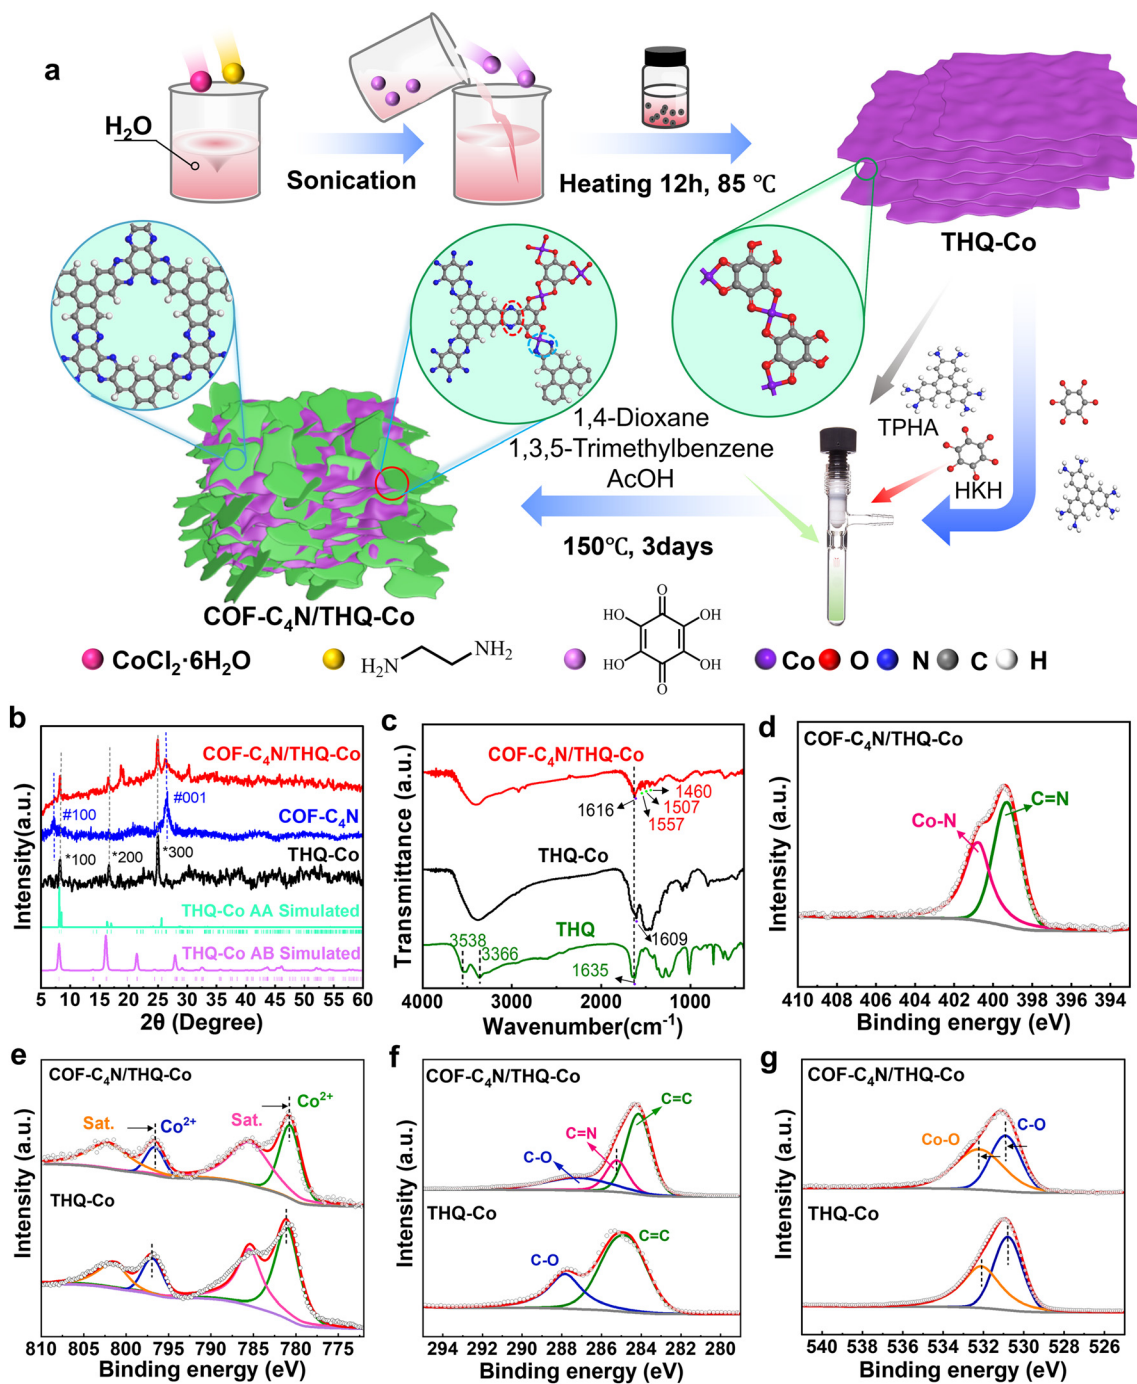 a
H₂O
Sonication
Heating 12h, 85 ℃
THQ-Co
TPHA
HKH
1,4-Dioxane
1,3,5-Trimethylbenzene
AcOH
150℃, 3days
COF-C₄N/THQ-Co
CoCl₂·6H₂O
H₂N
NH₂
O
HO
OH
HO
OH
O
Co
O
N
C
H
b
COF-C₄N/THQ-Co
#001
#100
COF-C₄N
THQ-Co
*100
*200
*300
THQ-Co AA Simulated
THQ-Co AB Simulated
Intensity(a.u.)
5 10 15 20 25 30 35 40 45 50 55 60
2θ (Degree)
c
COF-C₄N/THQ-Co
1616
1460
1507
1557
THQ-Co
1609
THQ
3538
3366
1635
Transmittance (a.u.)
4000 3000 2000 1000
Wavenumber(cm⁻¹)
d
COF-C₄N/THQ-Co
Co-N
C=N
Intensity (a.u.)
410 408 406 404 402 400 398 396 394
Binding energy (eV)
e
COF-C₄N/THQ-Co
Sat.
Co²⁺
Sat.
Co²⁺
THQ-Co
Intensity (a.u.)
810 805 800 795 790 785 780 775
Binding energy (eV)
f
COF-C₄N/THQ-Co
C=C
C=N
C-O
THQ-Co
C-O
C=C
Intensity (a.u.)
294 292 290 288 286 284 282 280
Binding energy (eV)
g
COF-C₄N/THQ-Co
Co-O
C-O
THQ-Co
Intensity (a.u.)
540 538 536 534 532 530 528 526
Binding energy (eV)